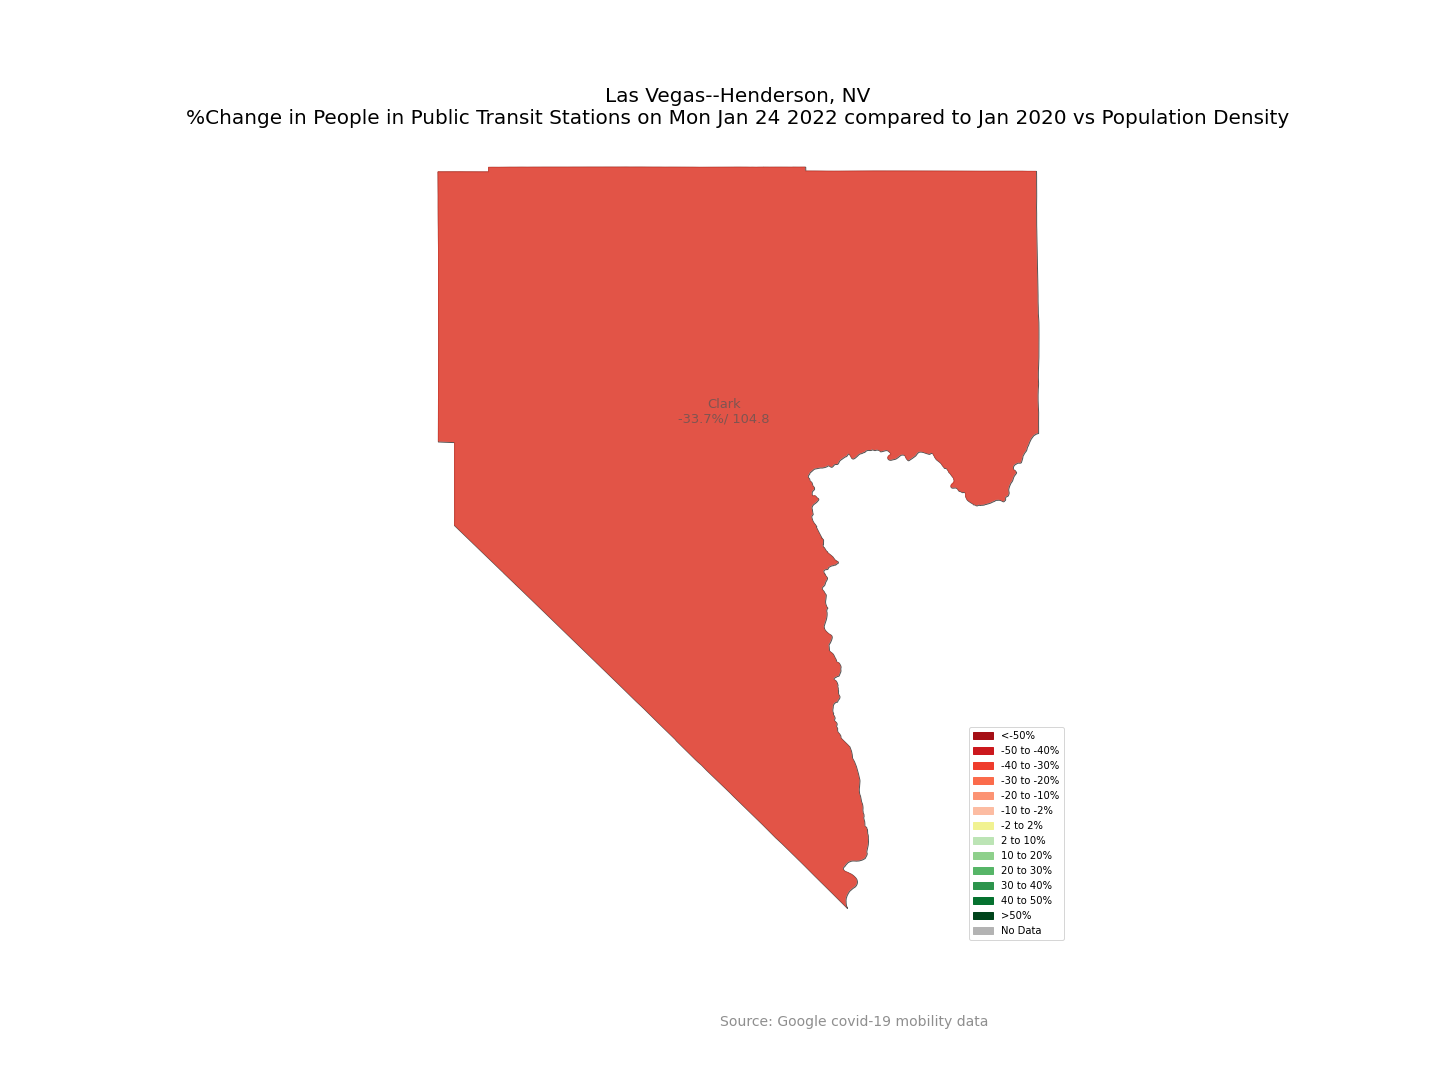 Las Vegas--Henderson, NV
%Change in People in Public Transit Stations on Mon Jan 24 2022 compared to Jan 2020 vs Population Density
Clark
-33.7%/ 104.8
<-50%
-50 to -40%
-40 to -30%
-30 to -20%
-20 to -10%
-10 to -2%
-2 to 2%
2 to 10%
10 to 20%
20 to 30%
30 to 40%
40 to 50%
>50%
No Data
Source: Google covid-19 mobility data